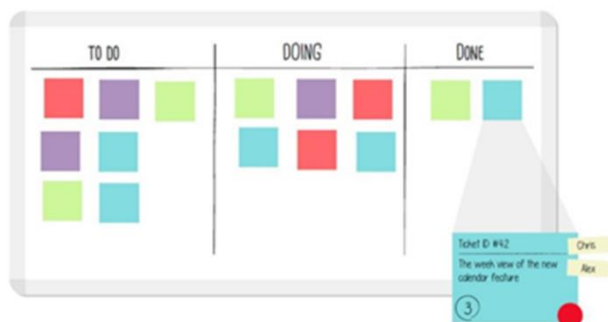 TO DO
DOING
DONE
Ticket ID #42
Chris
The week view of the new
Alex
calendar feature
3